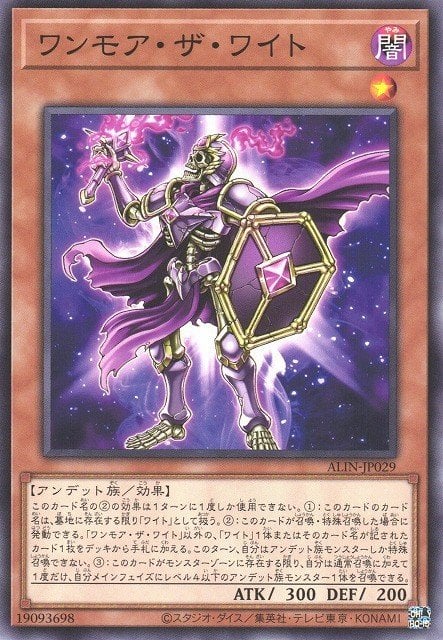 ワンモア・ザ・ワイト
闇
ALIN-JP029
【アンデット族／効果】
このカード名の②の効果は1ターンに1度しか使用できない。①：このカードのカード
名は、墓地に存在する限り「ワイト」として扱う。②：このカードが召喚・特殊召喚した場合に
発動できる。「ワンモア・ザ・ワイト」以外の、「ワイト」1体またはそのカード名が記された
カード1枚をデッキから手札に加える。このターン、自分はアンデット族モンスターしか特殊
召喚できない。③：このカードがモンスターゾーンに存在する限り、自分は通常召喚に加えて
1度だけ、自分メインフェイズにレベル4以下のアンデット族モンスター1体を召喚できる。
ATK/ 300 DEF/ 200
19093698
©スタジオ・ダイス／集英社・テレビ東京・KONAMI